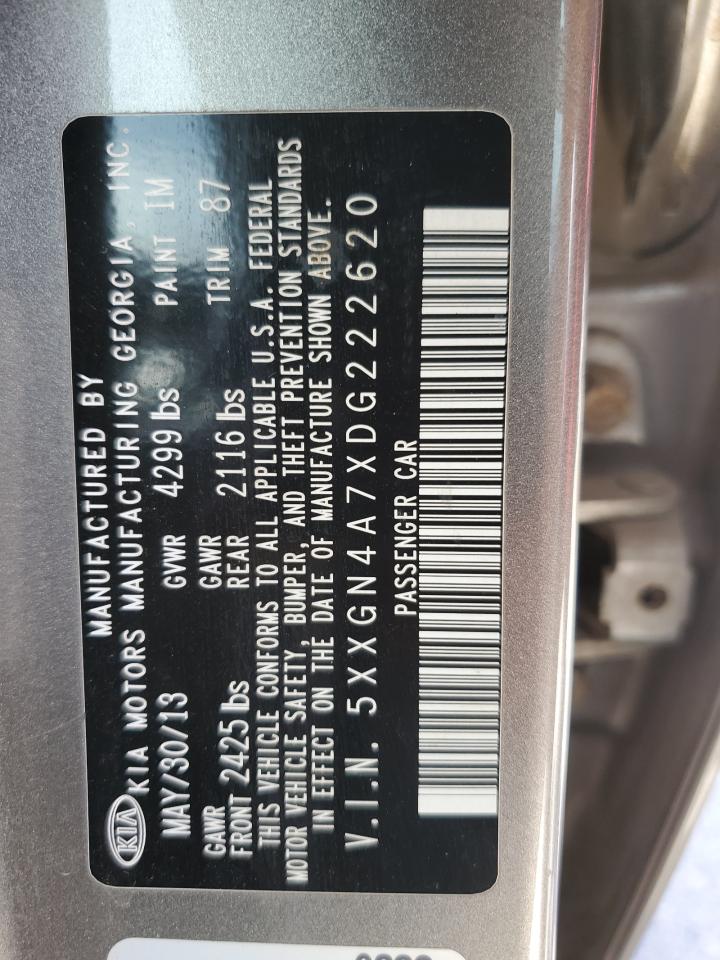 MANUFACTURED BY
KIA KIA MOTORS MANUFACTURING GEORGIA, INC.
MAY/30/13 GVWR 4299 lbs PAINT IM
GAWR GAWR
FRONT 2425 lbs REAR 2116 lbs TRIM 87
THIS VEHICLE CONFORMS TO ALL APPLICABLE U.S.A. FEDERAL
MOTOR VEHICLE SAFETY, BUMPER, AND THEFT PREVENTION STANDARDS
IN EFFECT ON THE DATE OF MANUFACTURE SHOWN ABOVE.
V.I.N. 5XXGN4A7XDG222620
PASSENGER CAR